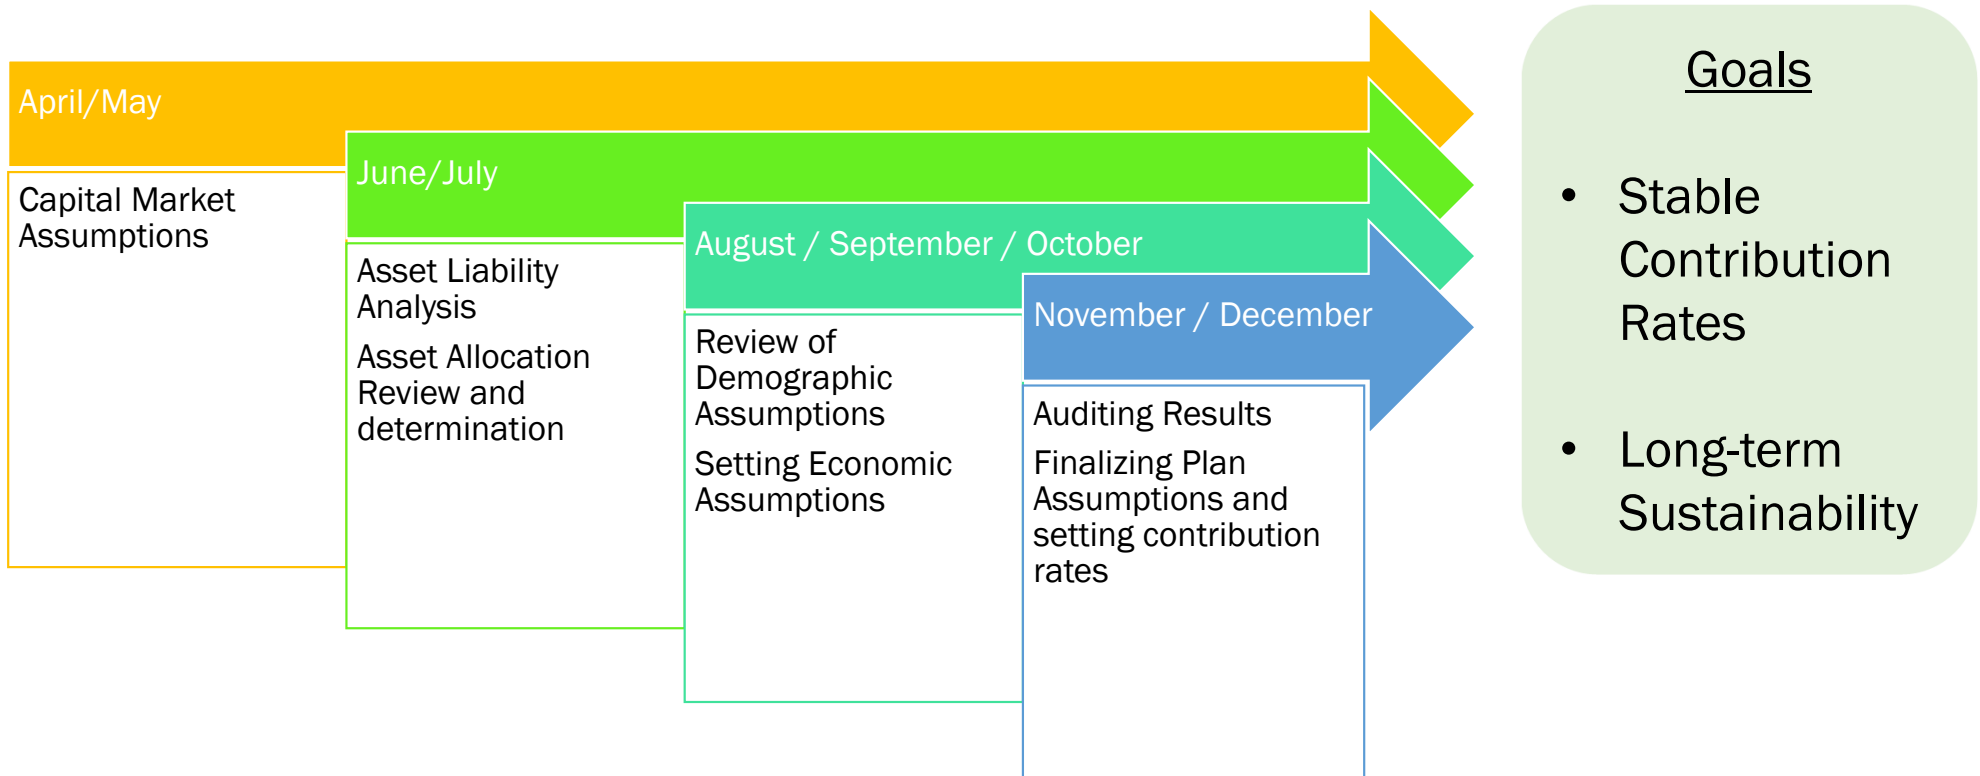 April/May
Capital Market
Assumptions
June/July
Asset Liability
Analysis
Asset Allocation
Review and
determination
August / September / October
Review of
Demographic
Assumptions
Setting Economic
Assumptions
November / December
Auditing Results
Finalizing Plan
Assumptions and
setting contribution
rates
Goals
• Stable
Contribution
Rates
• Long-term
Sustainability